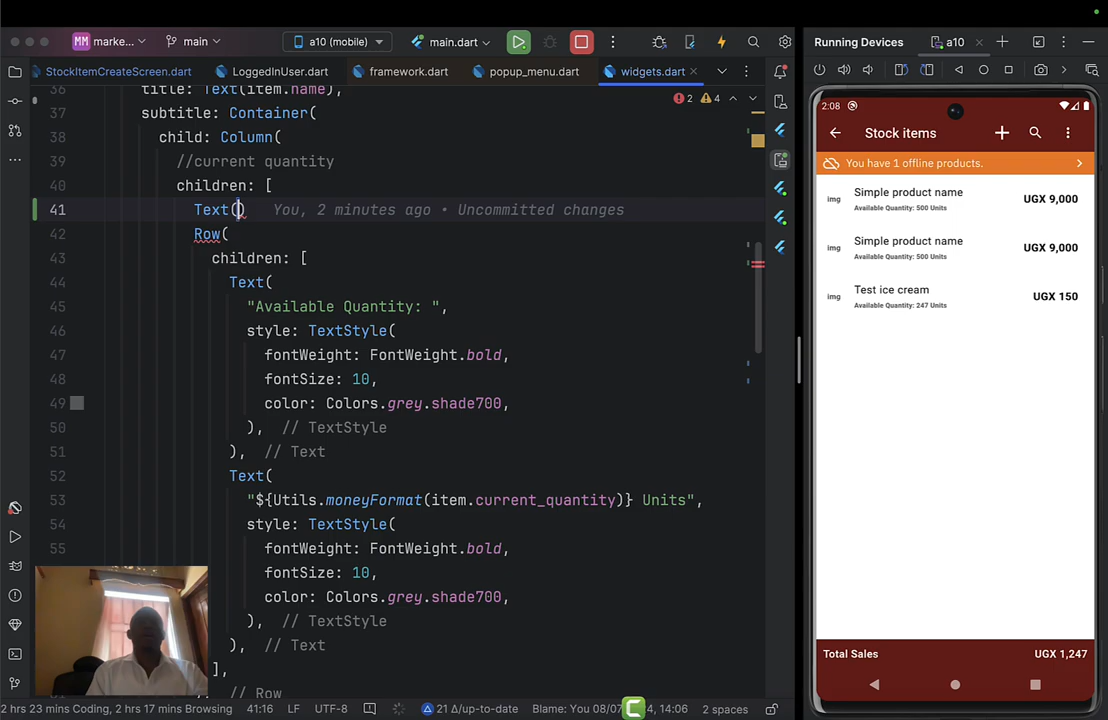 MM marke...
main
a10 (mobile)
main.dart
Running Devices
a10
StockItemCreateScreen.dart
LoggedInUser.dart
framework.dart
popup_menu.dart
widgets.dart
36 title: Text(item.name),
2 4
37 subtitle: Container(
38 child: Column(
39 //current quantity
40 children: [
41 Text() You, 2 minutes ago • Uncommitted changes
42 Row(
43 children: [
44 Text(
45 "Available Quantity: ",
46 style: TextStyle(
47 fontWeight: FontWeight.bold,
48 fontSize: 10,
49 color: Colors.grey.shade700,
50 ), // TextStyle
51 ), // Text
52 Text(
53 "${Utils.moneyFormat(item.current_quantity)} Units",
54 style: TextStyle(
55 fontWeight: FontWeight.bold,
fontSize: 10,
color: Colors.grey.shade700,
), // TextStyle
), // Text
],
// Row
2 hrs 23 mins Coding, 2 hrs 17 mins Browsing
41:16
LF
UTF-8
21 Δ/up-to-date
Blame: You 08/07
4, 14:06
2 spaces
2:08
Stock items
You have 1 offline products.
img
Simple product name
Available Quantity: 500 Units
UGX 9,000
img
Simple product name
Available Quantity: 500 Units
UGX 9,000
img
Test ice cream
Available Quantity: 247 Units
UGX 150
Total Sales
UGX 1,247